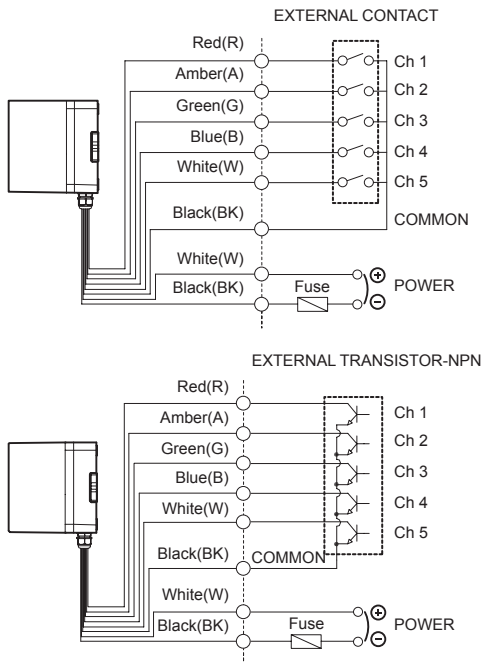 EXTERNAL CONTACT
Red(R)
Ch 1
Amber(A)
Ch 2
Green(G)
Ch 3
Blue(B)
Ch 4
White(W)
Ch 5
Black(BK)
COMMON
White(W)
Black(BK)
Fuse
+
POWER
-
EXTERNAL TRANSISTOR-NPN
Red(R)
Ch 1
Amber(A)
Ch 2
Green(G)
Ch 3
Blue(B)
Ch 4
White(W)
Ch 5
Black(BK)
COMMON
White(W)
Black(BK)
Fuse
+
POWER
-